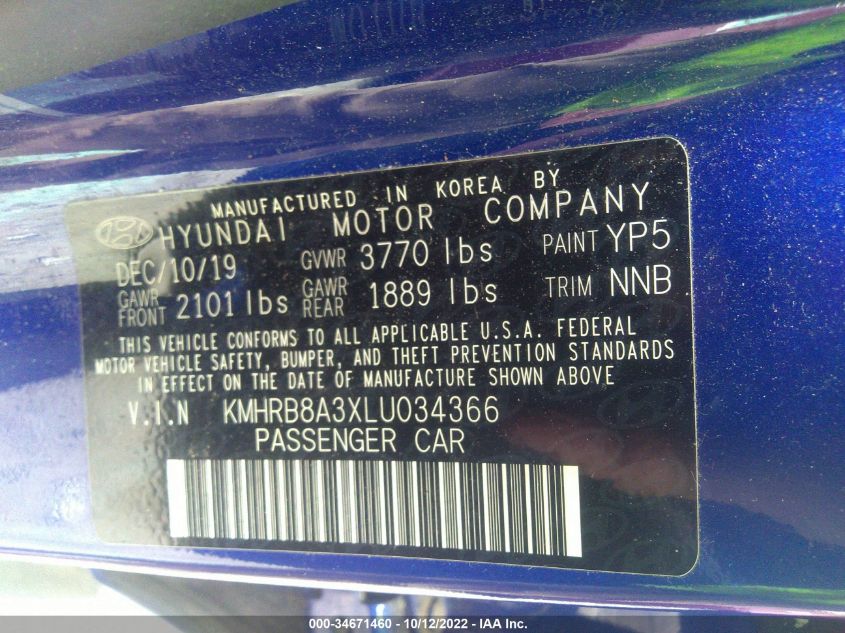 MANUFACTURED IN KOREA BY
HYUNDAI MOTOR COMPANY
DEC/10/19 GVWR 3770 lbs PAINT YP5
GAWR FRONT 2101 lbs GAWR REAR 1889 lbs TRIM NNB
THIS VEHICLE CONFORMS TO ALL APPLICABLE U.S.A. FEDERAL
MOTOR VEHICLE SAFETY, BUMPER, AND THEFT PREVENTION STANDARDS
IN EFFECT ON THE DATE OF MANUFACTURE SHOWN ABOVE
V.I.N KMHRB8A3XLU034366
PASSENGER CAR
000-34671460 - 10/12/2022 - IAA Inc.